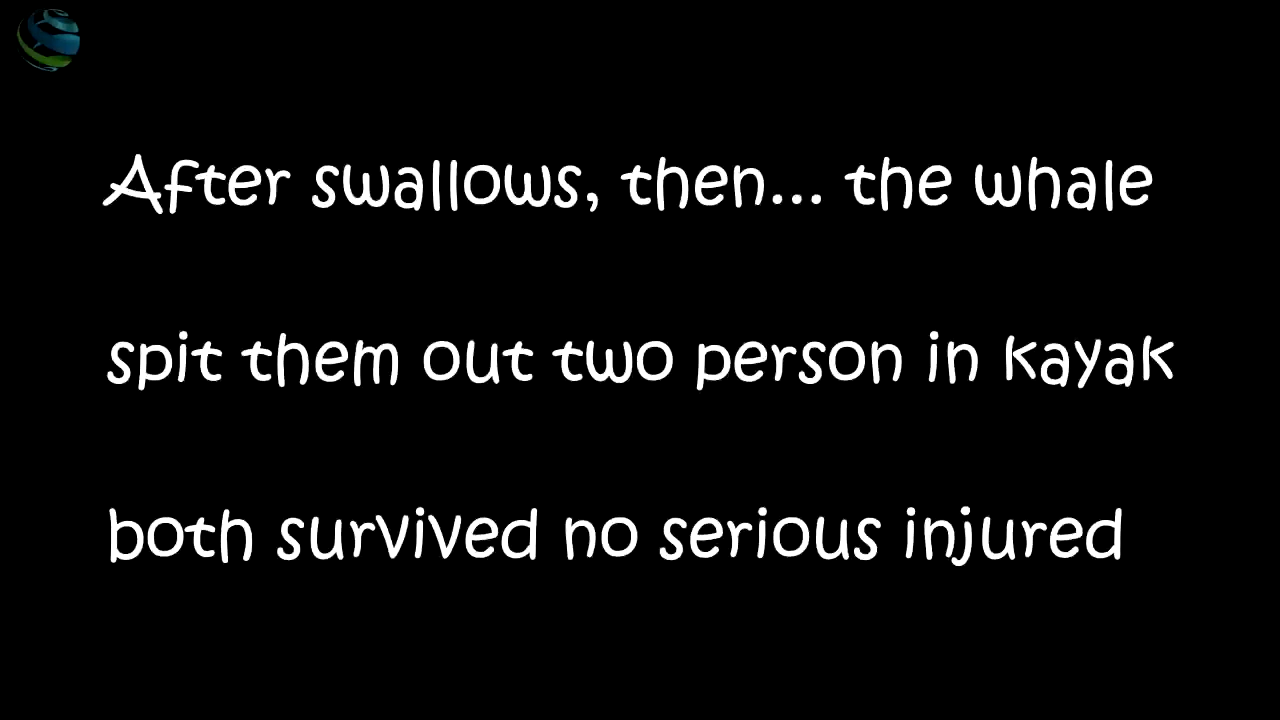 After swallows, then... the whale
spit them out two person in kayak
both survived no serious injured